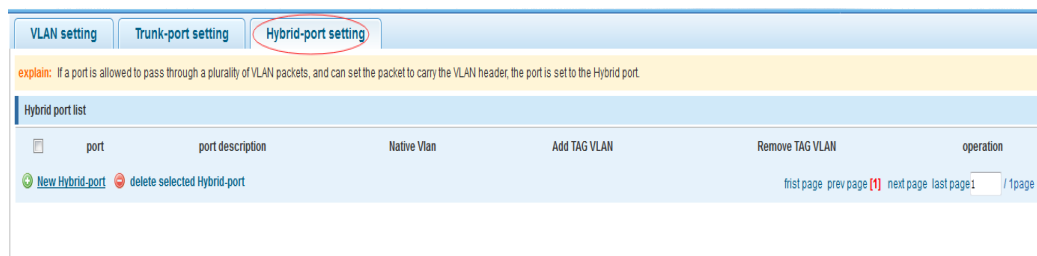 VLAN setting Trunk-port setting Hybrid-port setting
explain: If a port is allowed to pass through a plurality of VLAN packets, and can set the packet to carry the VLAN header, the port is set to the Hybrid port.
Hybrid port list
port port description Native Vlan Add TAG VLAN Remove TAG VLAN operation
New Hybrid-port delete selected Hybrid-port frist page prev page [1] next page last page 1 / 1page